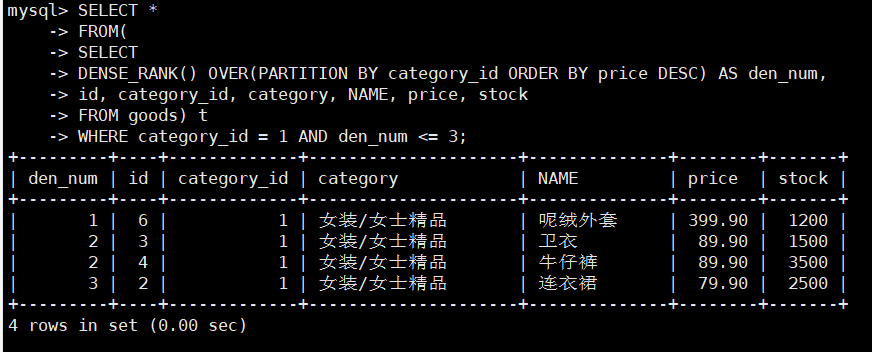 mysql> SELECT *
    -> FROM(
    -> SELECT
    -> DENSE_RANK() OVER(PARTITION BY category_id ORDER BY price DESC) AS den_num,
    -> id, category_id, category, NAME, price, stock
    -> FROM goods) t
    -> WHERE category_id = 1 AND den_num <= 3;
+---------+----+-------------+---------------------+--------------+--------+-------+
| den_num | id | category_id | category            | NAME         | price  | stock |
+---------+----+-------------+---------------------+--------------+--------+-------+
|       1 |  6 |           1 | 女装/女士精品       | 呢绒外套     | 399.90 |  1200 |
|       2 |  3 |           1 | 女装/女士精品       | 卫衣         |  89.90 |  1500 |
|       2 |  4 |           1 | 女装/女士精品       | 牛仔裤       |  89.90 |  3500 |
|       3 |  2 |           1 | 女装/女士精品       | 连衣裙       |  79.90 |  2500 |
+---------+----+-------------+---------------------+--------------+--------+-------+
4 rows in set (0.00 sec)